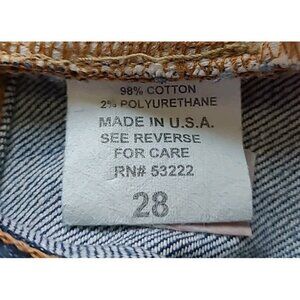 98% COTTON
2% POLYURETHANE
MADE IN U.S.A.
SEE REVERSE
FOR CARE
RN# 53222
28